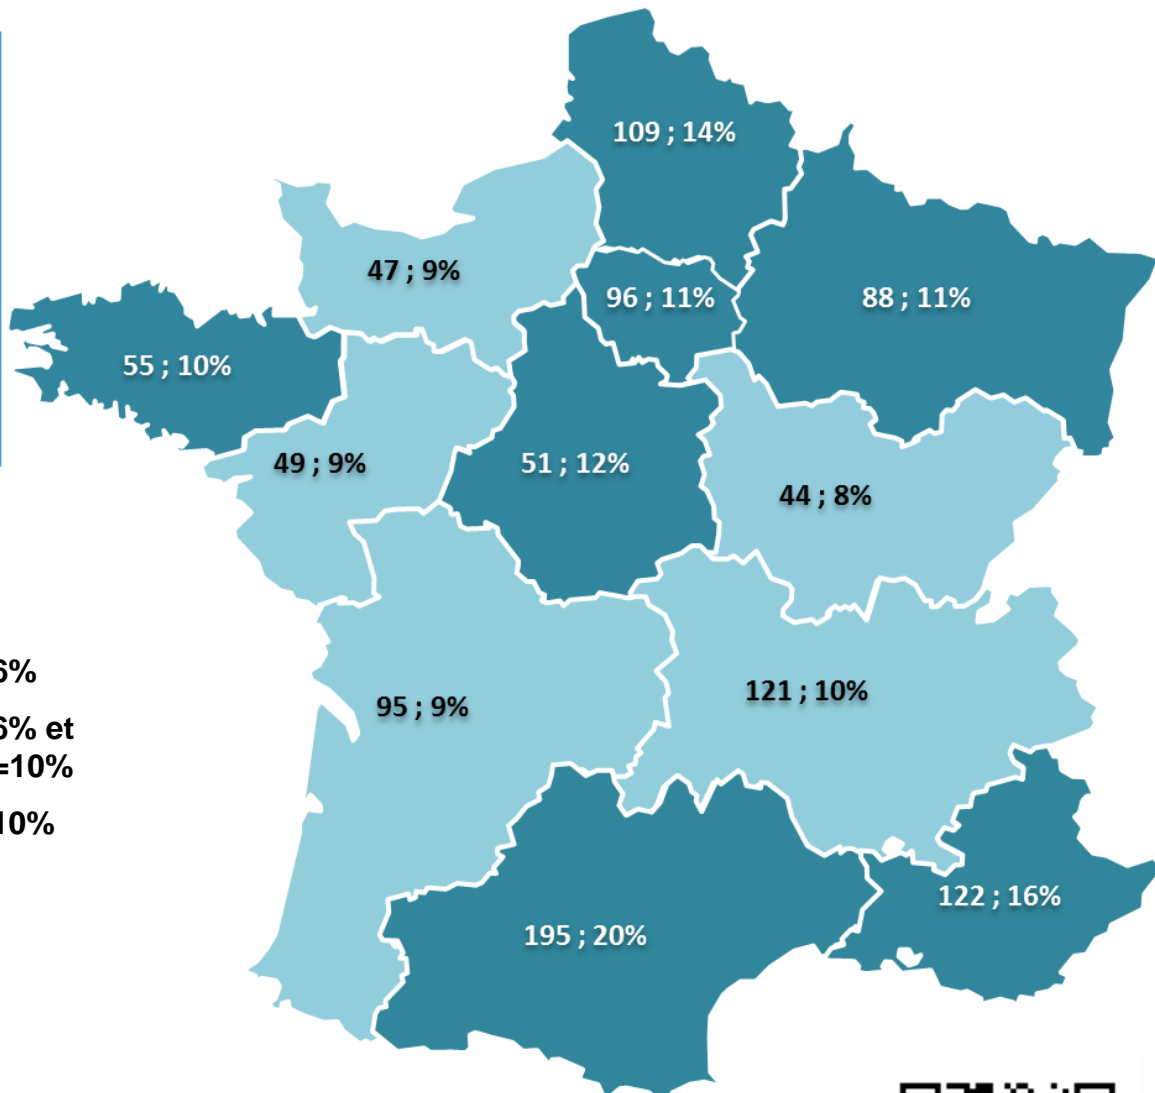 109 ; 14%
47 ; 9%
96 ; 11%
88 ; 11%
55 ; 10%
49 ; 9%
51 ; 12%
44 ; 8%
6%
6% et
=10%
10%
95 ; 9%
121 ; 10%
122 ; 16%
195 ; 20%